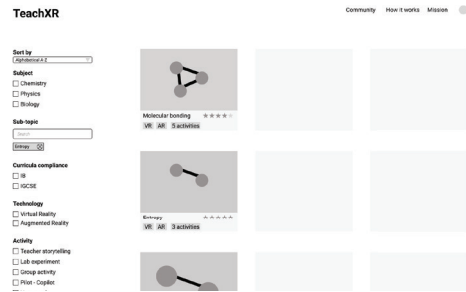 TeachXR
Community How it works Mission
Sort by
Alphabetical A-Z
Subject
Chemistry
Physics
Biology
Sub-topic
Search
Entropy
Curricula compliance
IB
IGCSE
Technology
Virtual Reality
Augmented Reality
Activity
Teacher storytelling
Lab experiment
Group activity
Pilot - Copilot
Molecular bonding
VR AR 5 activities
Entropy
VR AR 3 activities